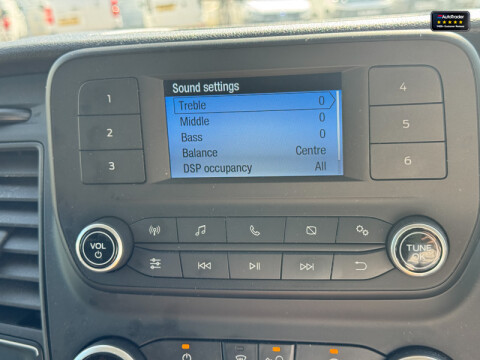 AutoTrader
Sound settings
Treble 0
Middle 0
Bass 0
Balance Centre
DSP occupancy All
1
2
3
4
5
6
VOL
TUNE
OK